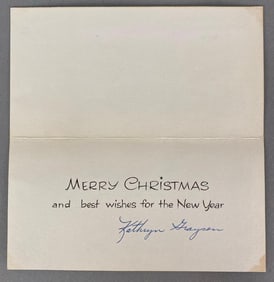 MERRY CHRISTMAS
and best wishes for the New Year
Kathryn Grayson